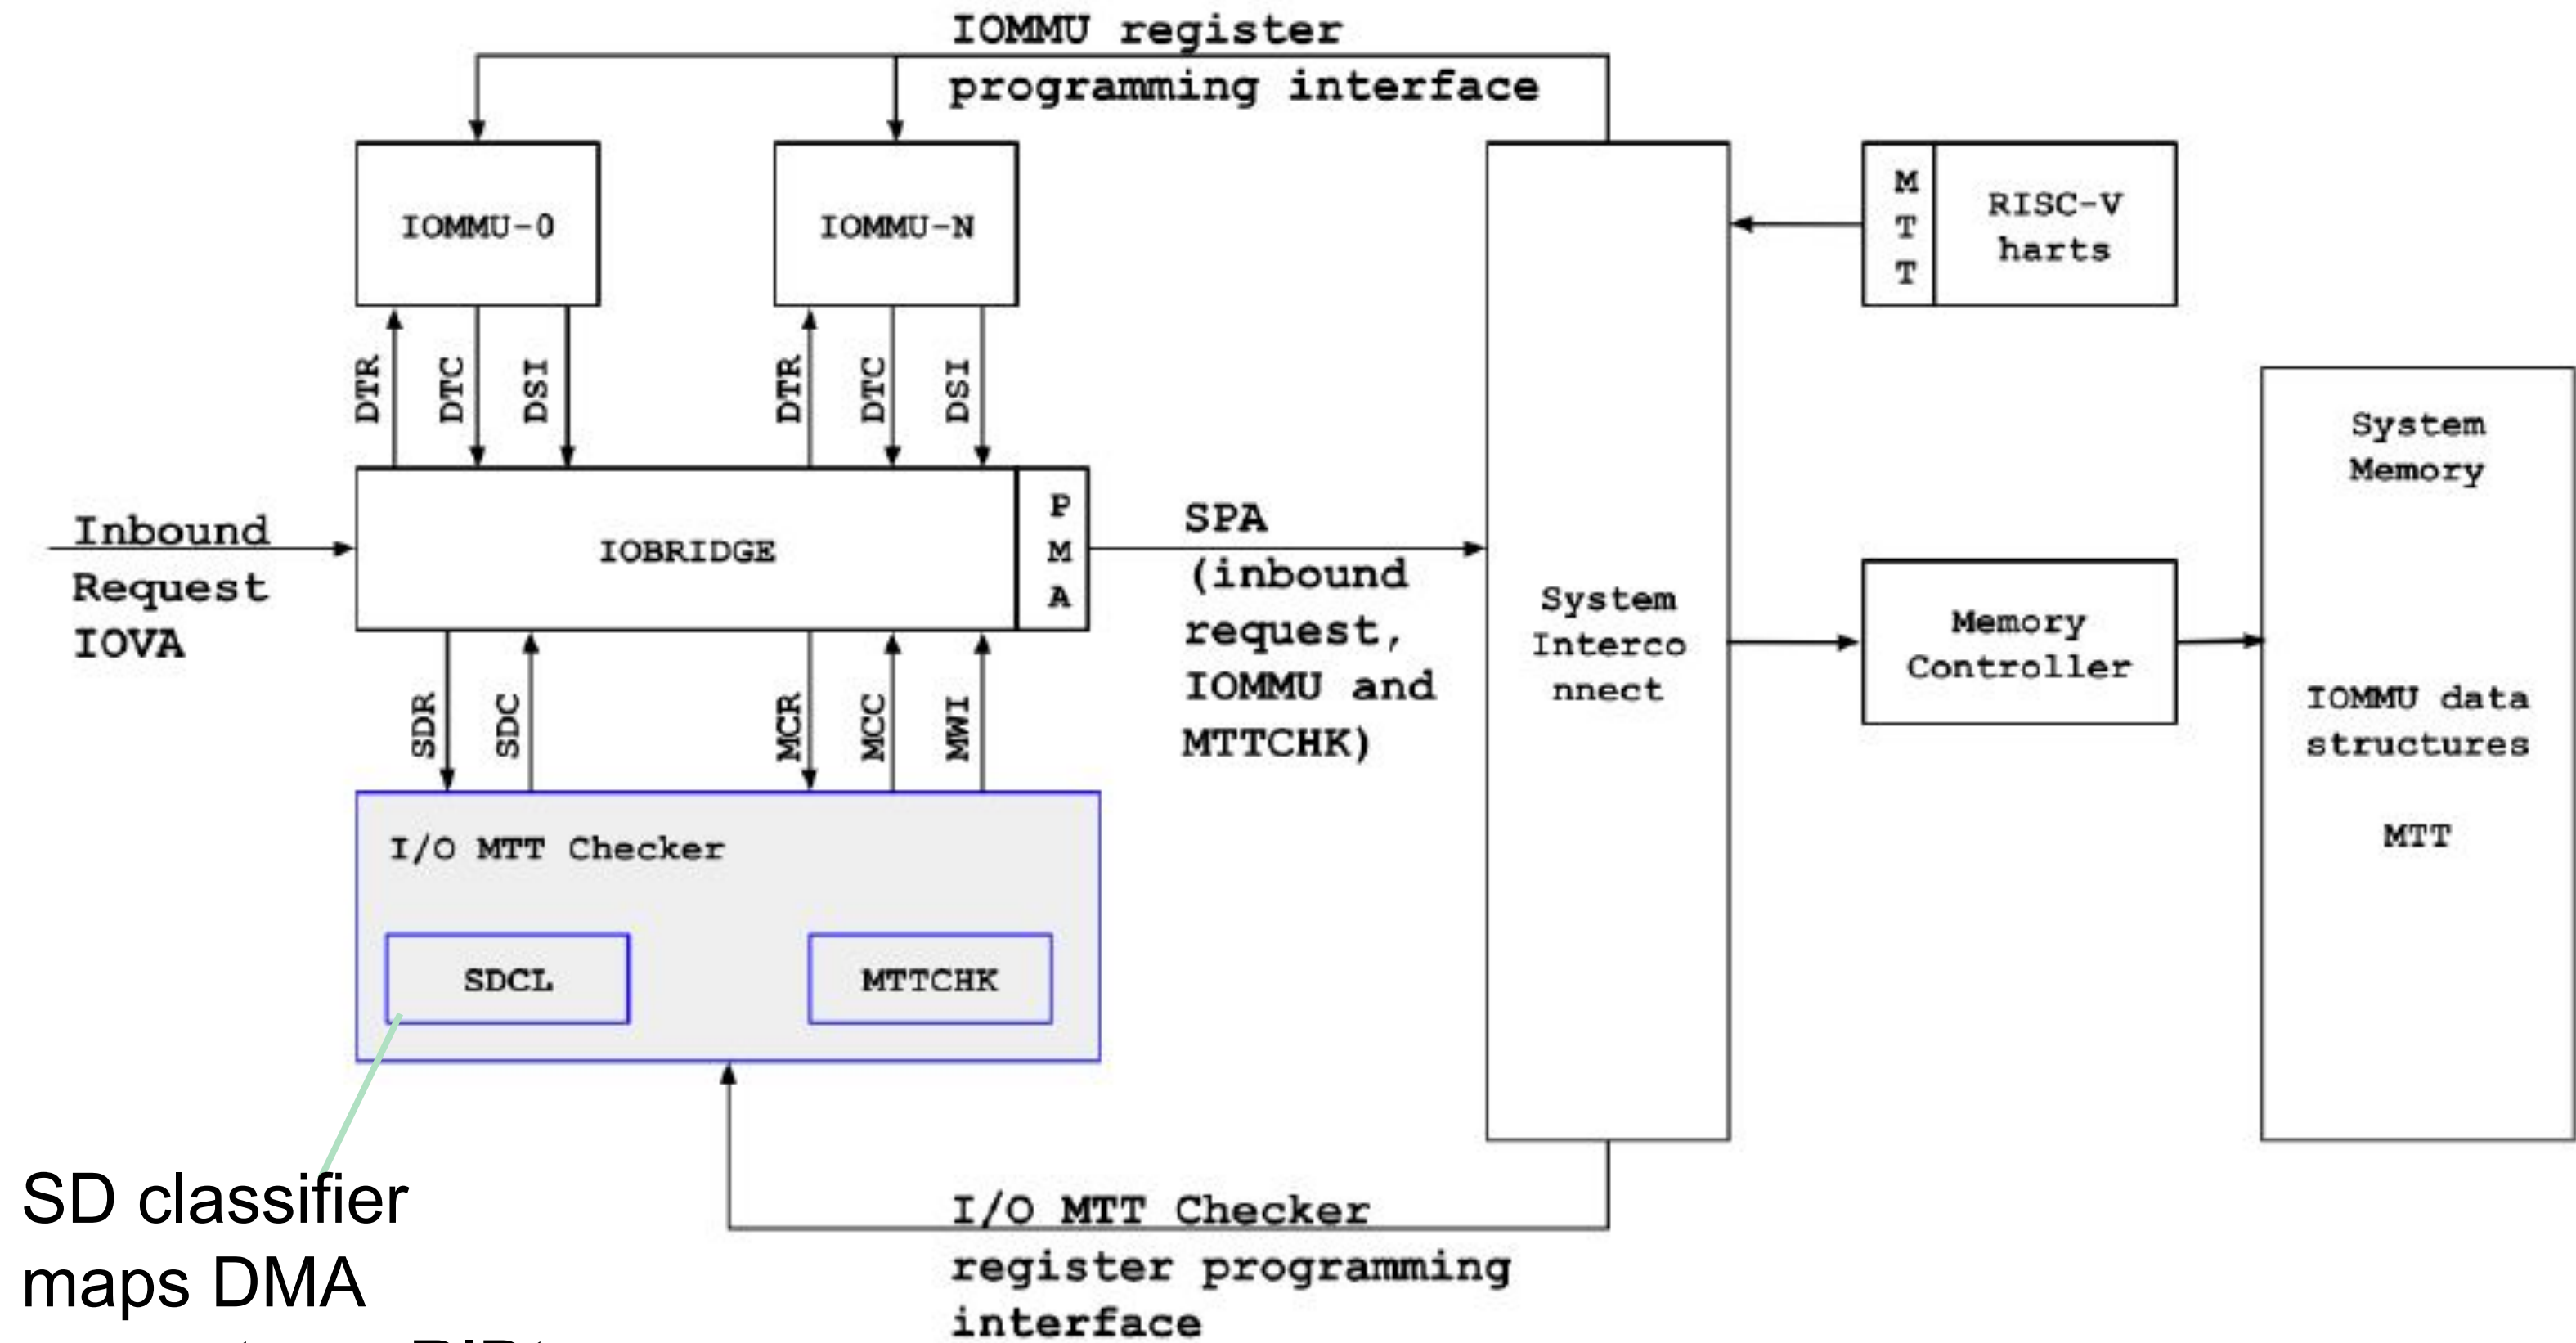 IOMMU register
programming interface
IOMMU-0
IOMMU-N
M
T
T
RISC-V
harts
DTR
DTC
DSI
DTR
DTC
DSI
System
Memory
Inbound
Request
IOVA
IOBRIDGE
P
M
A
SPA
(inbound
request,
IOMMU and
MTTCHK)
System
Interco
nnect
Memory
Controller
IOMMU data
structures
MTT
SDR
SDC
MCR
MCC
MWI
I/O MTT Checker
SDCL
MTTCHK
SD classifier
maps DMA
I/O MTT Checker
register programming
interface